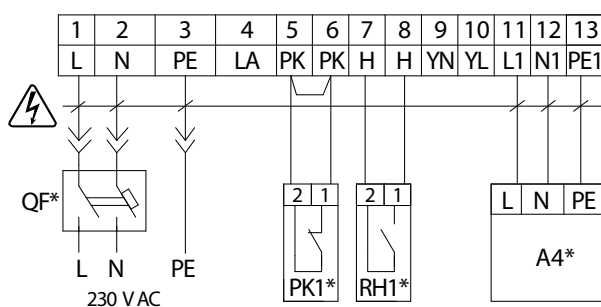 1 2 3 4 5 6 7 8 9 10 11 12 13
L N PE LA PK PK H H YN YL L1 N1 PE1
QF* 2 1 2 1 L N PE
L N PE PK1* RH1* A4*
230 V AC